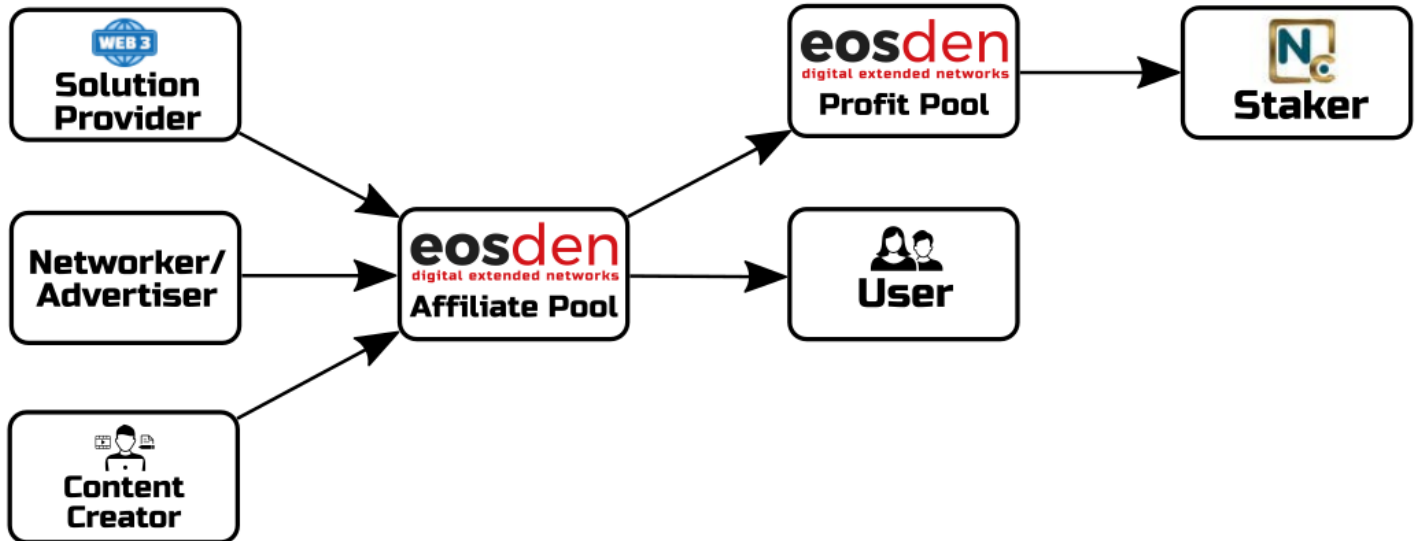 WEB 3
Solution
Provider
Networker/
Advertiser
Content
Creator
eosden
digital extended networks
Affiliate Pool
eosden
digital extended networks
Profit Pool
User
Nc
Staker